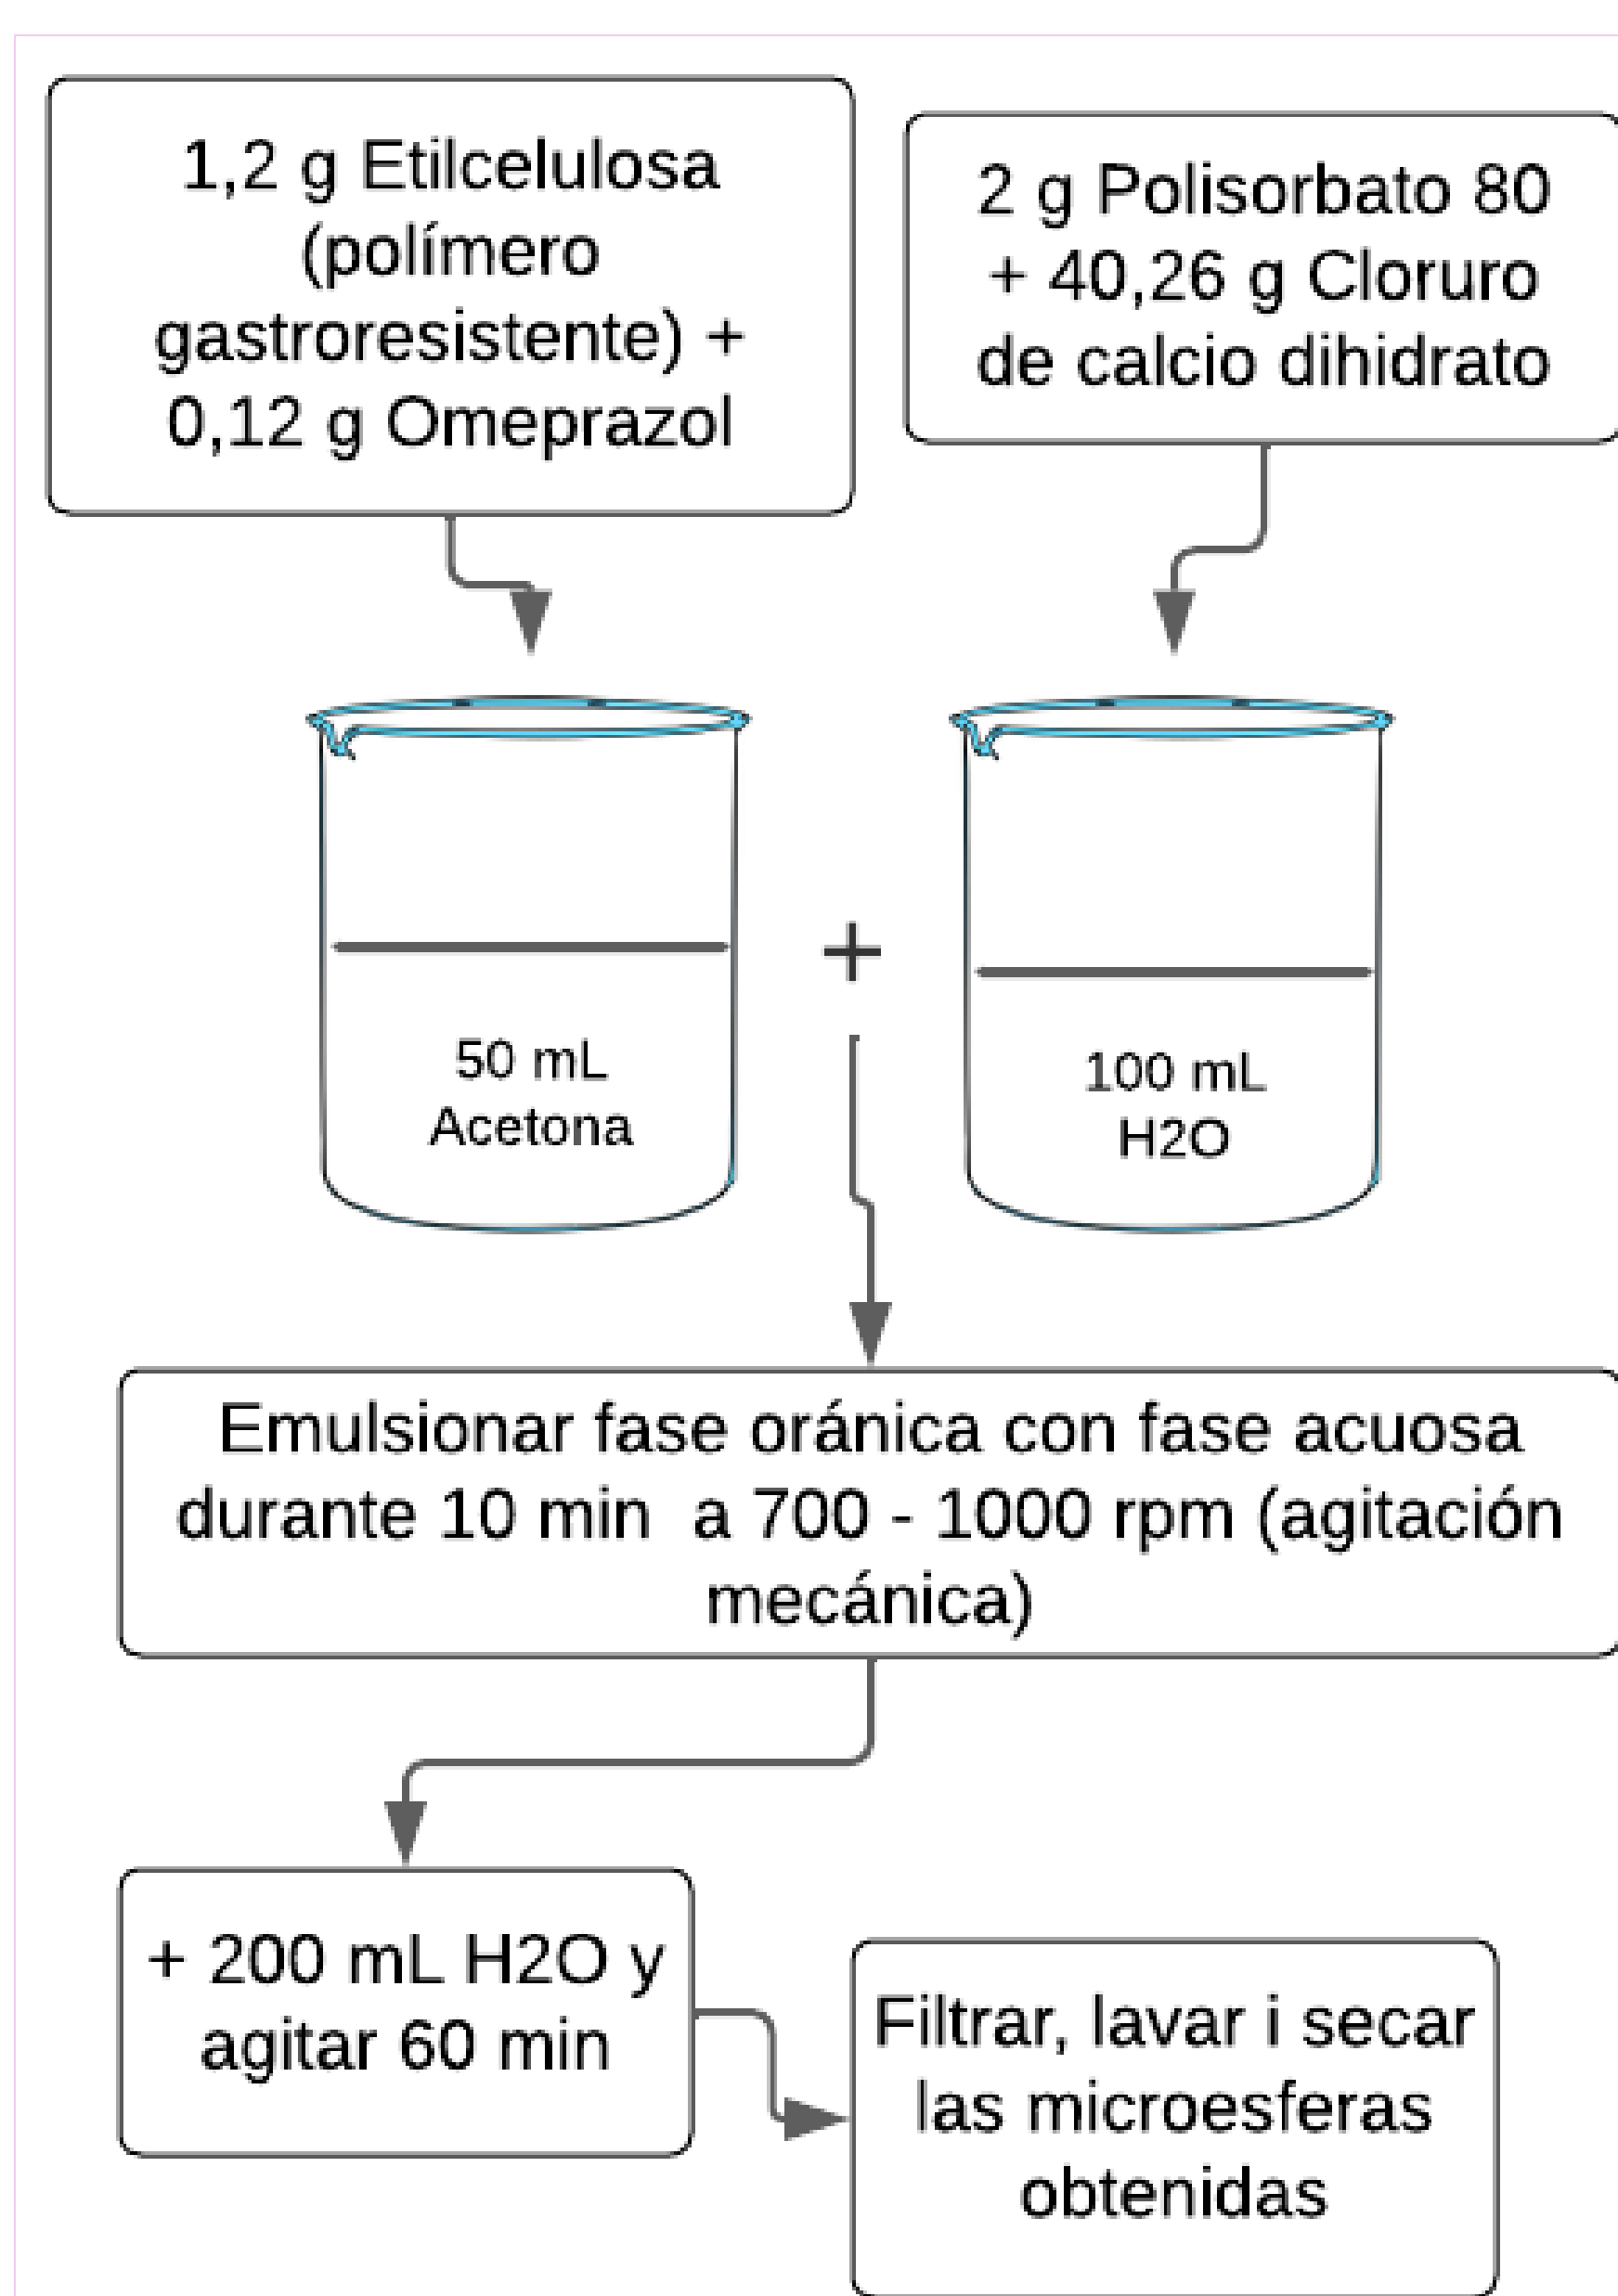 1,2 g Etilcelulosa
(polímero
gastroresistente) +
0,12 g Omeprazol
2 g Polisorbato 80
+ 40,26 g Cloruro
de calcio dihidrato
+
50 mL
Acetona
100 mL
H2O
Emulsionar fase oránica con fase acuosa
durante 10 min  a 700 - 1000 rpm (agitación
mecánica)
+ 200 mL H2O y
agitar 60 min
Filtrar, lavar i secar
las microesferas
obtenidas